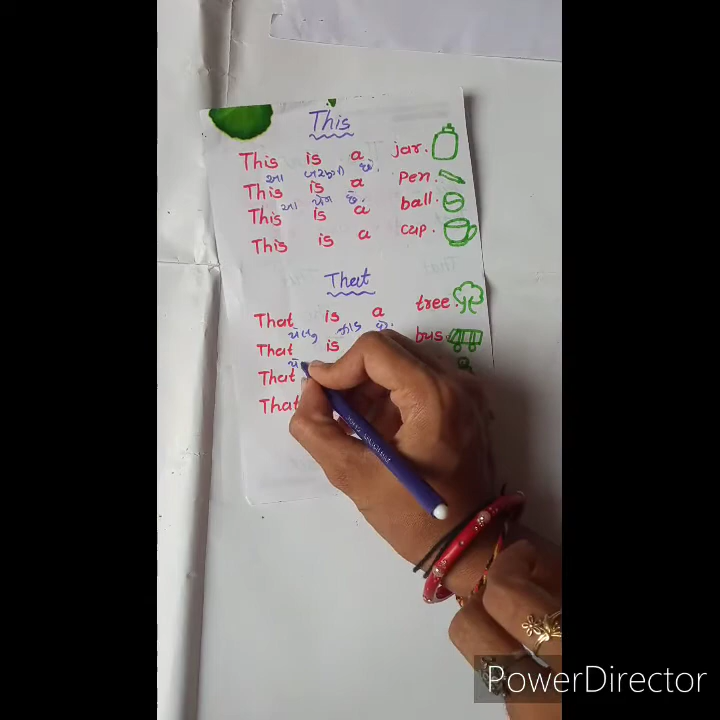 This
This is a jar.
આ બરણી છે.
This is a pen.
આ પેન છે.
This is a ball.
This is a cup.
That
That is a tree.
પેલુ ઝાડ છે.
That is bus
પે
That
That
PowerDirector